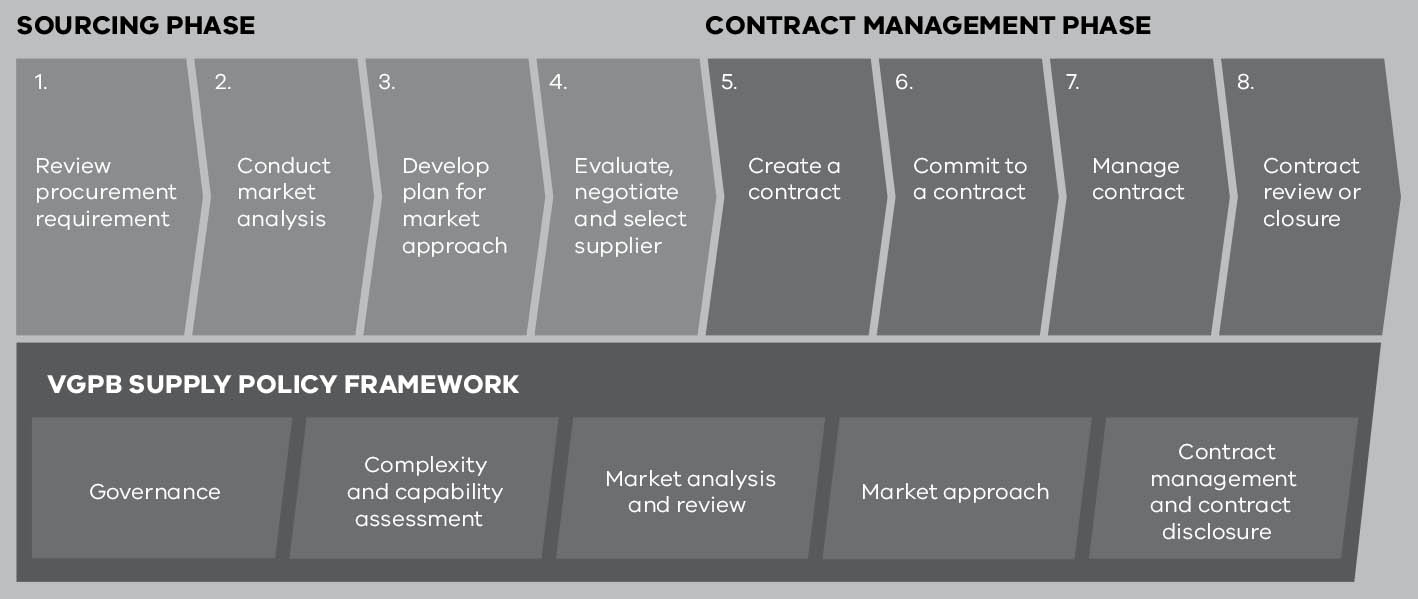 SOURCING PHASE
CONTRACT MANAGEMENT PHASE
1.
Review
procurement
requirement
2.
Conduct
market
analysis
3.
Develop
plan for
market
approach
4.
Evaluate,
negotiate
and select
supplier
5.
Create a
contract
6.
Commit to
a contract
7.
Manage
contract
8.
Contract
review or
closure
VGPB SUPPLY POLICY FRAMEWORK
Governance
Complexity
and capability
assessment
Market analysis
and review
Market approach
Contract
management
and contract
disclosure